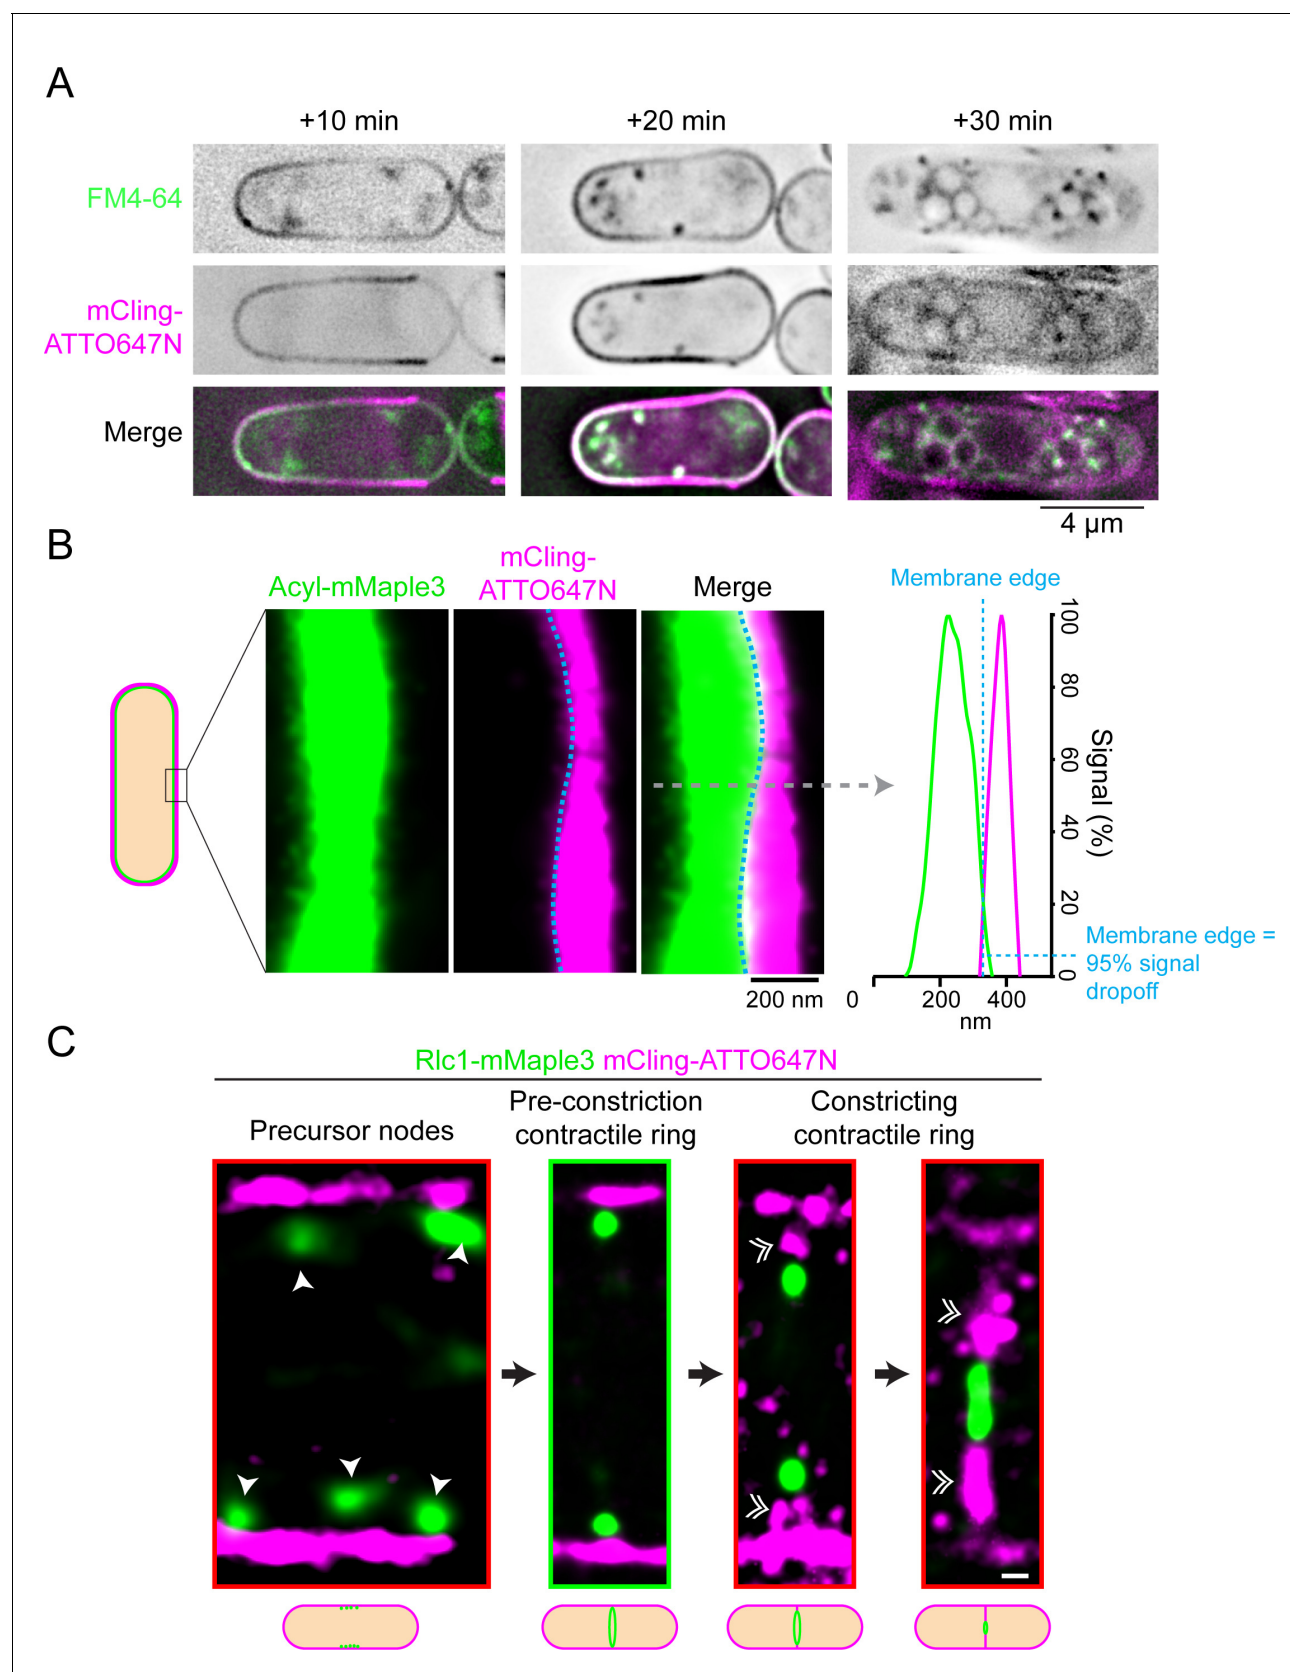 A
+10 min
+20 min
+30 min
FM4-64
mCling-
ATTO647N
Merge
4 µm
B
Acyl-mMaple3
mCling-
ATTO647N
Merge
Membrane edge
100
80
60
40
20
0
Signal (%)
Membrane edge =
95% signal
dropoff
200 nm
0
200
400
nm
C
Rlc1-mMaple3 mCling-ATTO647N
Precursor nodes
Pre-constriction
contractile ring
Constricting
contractile ring